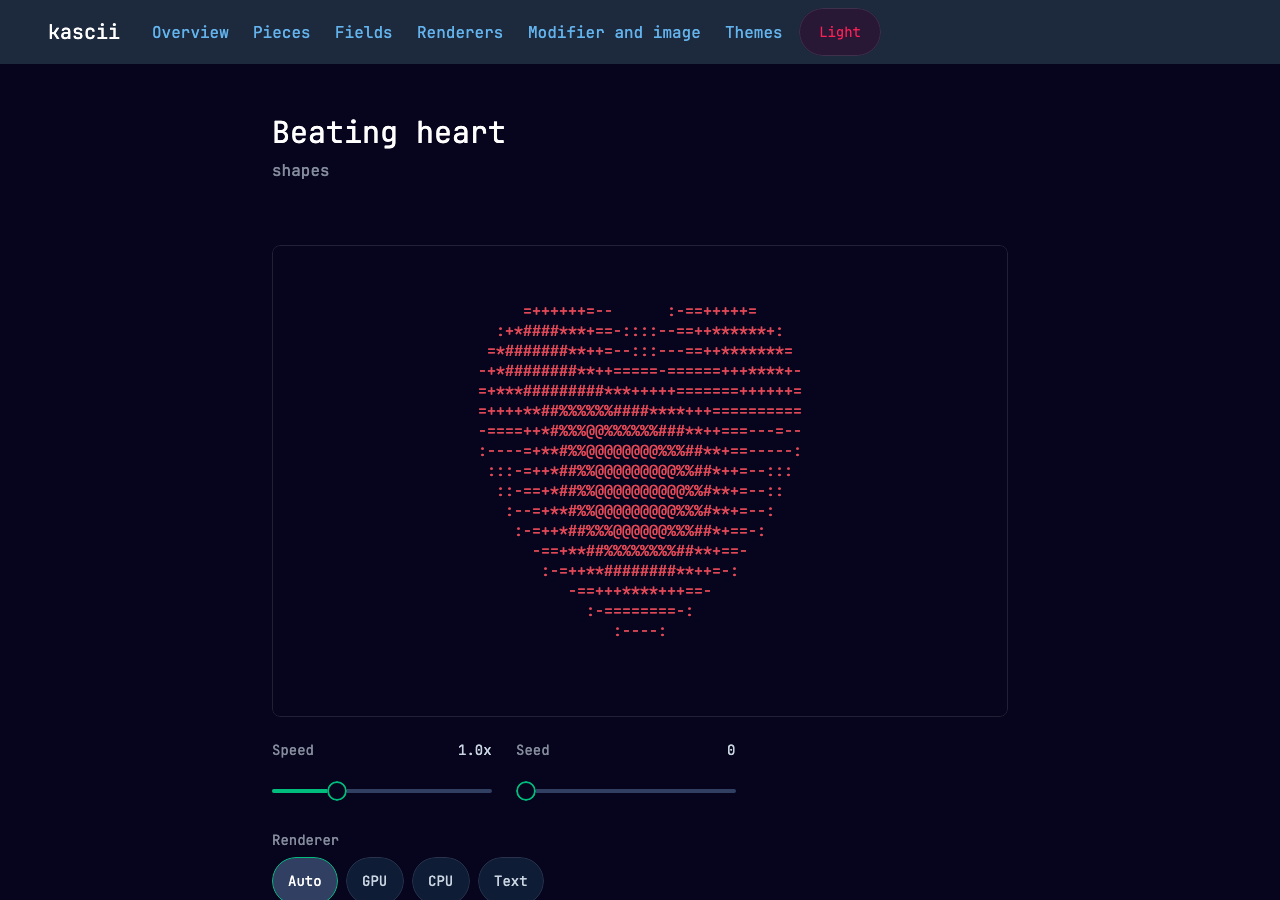 kascii Overview Pieces Fields Renderers Modifier and image Themes Light
Beating heart
shapes
=++++++=--      :-==+++++=
:+*####***+==-::::--==++******+:
=*#######**++=--:::---==++*******=
-+*########**++=====-======+++****+-
=+***#########***+++++=======++++++=
=++++**##%%%%%%####****+++==========
-====++*#%%%@@%%%%%%###**++===---=--
:----=+**#%%@@@@@@@@%%%##**+==-----:
:::-=++*##%%@@@@@@@@@%%##*++=--:::
::-==+*##%%@@@@@@@@@@%%#**+=--::
:--=+**#%%@@@@@@@@@%%%#**+=--:
:-=++*##%%%@@@@@@%%%##*+==-:
-==+**##%%%%%%%%##**+==-
:-=++**########**++=-:
-==+++****+++==-
:-========-:
:----:
Speed 1.0x Seed 0
Renderer
Auto GPU CPU Text